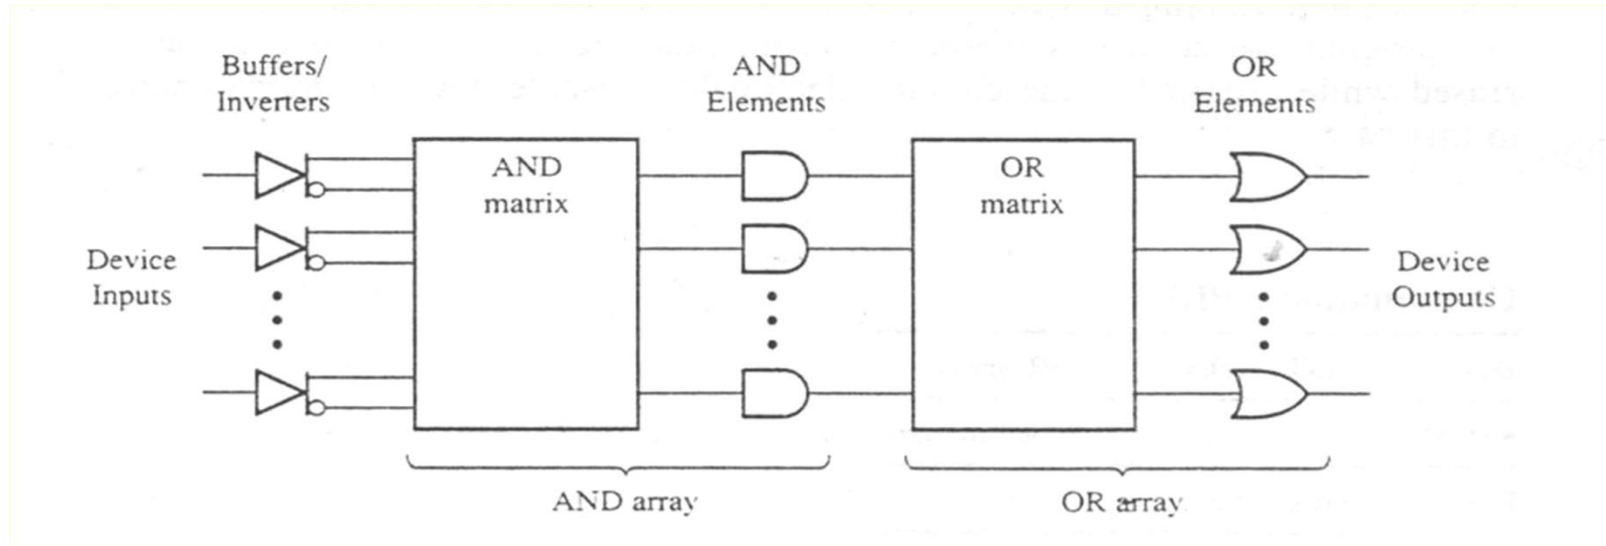 Buffers/
Inverters
AND
Elements
OR
Elements
AND
matrix
OR
matrix
Device
Inputs
Device
Outputs
AND array
OR array